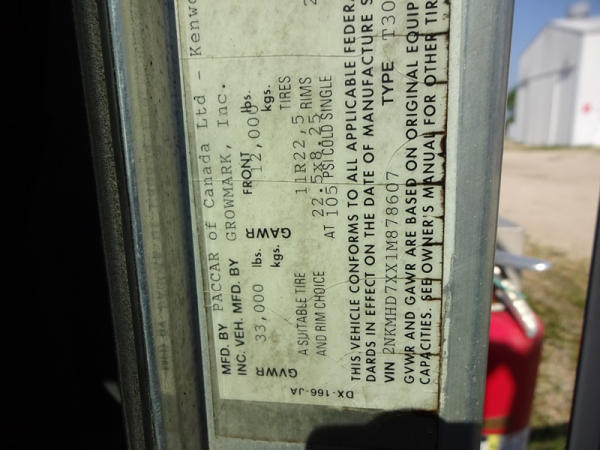 MFD. BY PACCAR of Canada Ltd - Kenwo
INC. VEH. MFD. BY GROWMARK, Inc.
GVWR 33,000 lbs. kgs. GAWR FRONT 12,000 lbs. kgs.
A SUITABLE TIRE AND RIM CHOICE
11R22,5 TIRES
22.5x8.25 RIMS
AT 105 PSI COLD SINGLE
THIS VEHICLE CONFORMS TO ALL APPLICABLE FEDER
DARDS IN EFFECT ON THE DATE OF MANUFACTURE S
VIN 2NKMHD7XX1M878607 TYPE T30
GVWR AND GAWR ARE BASED ON ORIGINAL EQUIP
CAPACITIES. SEE OWNER'S MANUAL FOR OTHER TIR
DX-166-JA